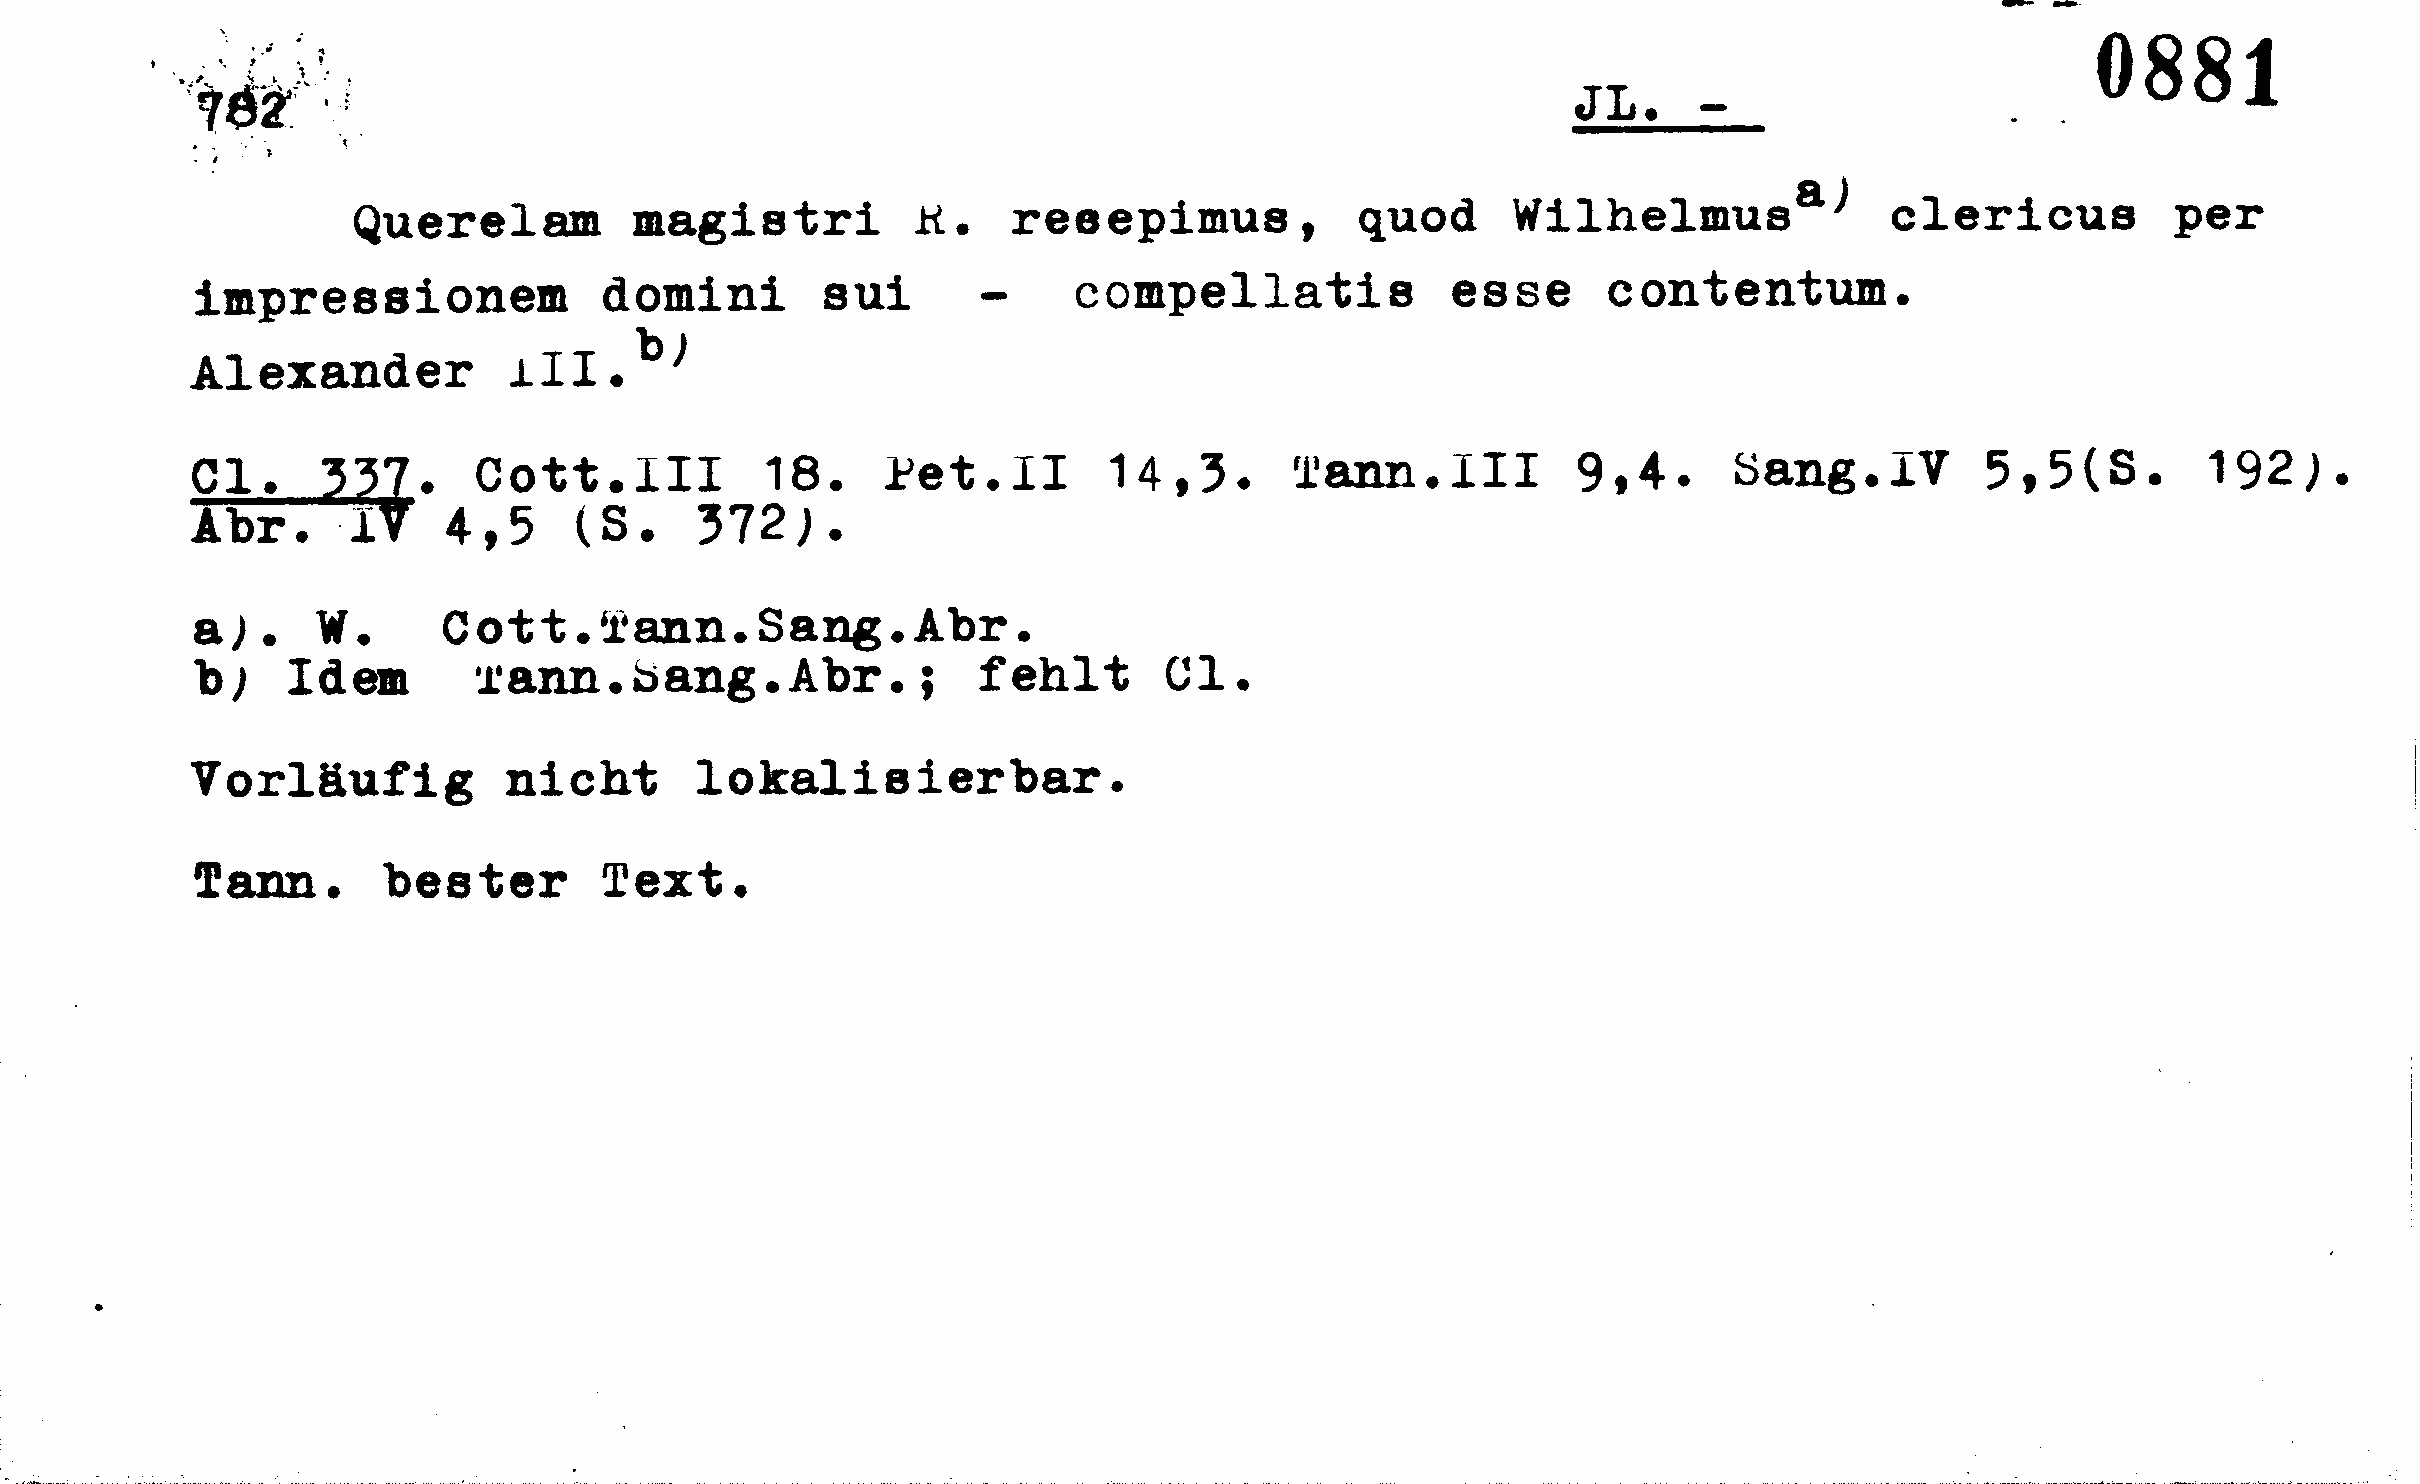 0881
782 JL. -
Querelam magistri R. resepimus, quod Wilhelmus a) clericus per
impressionem domini sui - compellatis esse contentum.
Alexander III. b)
Cl. 337. Cott.III 18. Pet.II 14,3. Tann.III 9,4. Sang.IV 5,5(S. 192).
Abr. IV 4,5 (S. 372).
a). W. Cott.Tann.Sang.Abr.
b) Idem Tann.Sang.Abr.; fehlt Cl.
Vorläufig nicht lokalisierbar.
Tann. bester Text.